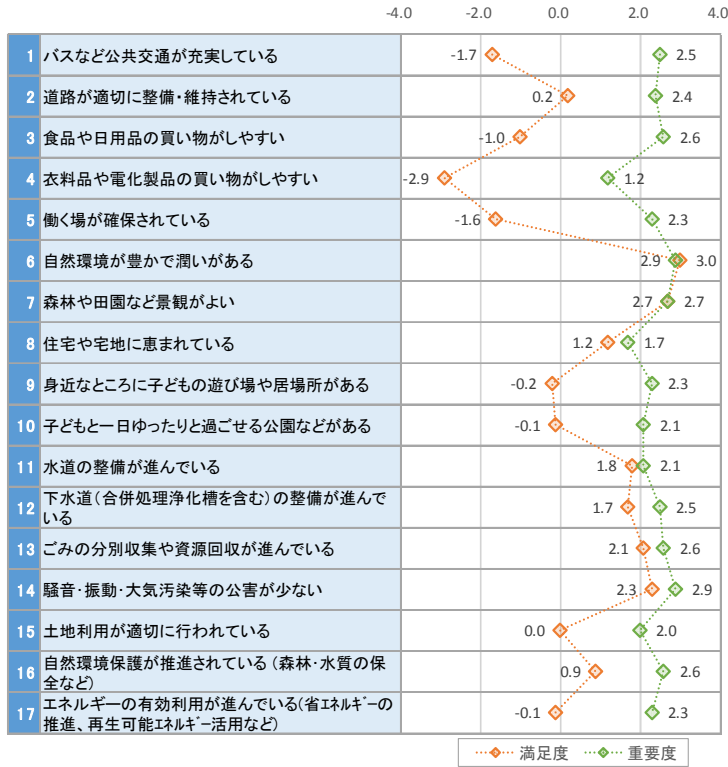 -4.0 -2.0 0.0 2.0 4.0
1 バスなど公共交通が充実している -1.7 2.5
2 道路が適切に整備・維持されている 0.2 2.4
3 食品や日用品の買い物がしやすい -1.0 2.6
4 衣料品や電化製品の買い物がしやすい -2.9 1.2
5 働く場が確保されている -1.6 2.3
6 自然環境が豊かで潤いがある 2.9 3.0
7 森林や田園など景観がよい 2.7 2.7
8 住宅や宅地に恵まれている 1.2 1.7
9 身近なところに子どもの遊び場や居場所がある -0.2 2.3
10 子どもと一日ゆったりと過ごせる公園などがある -0.1 2.1
11 水道の整備が進んでいる 1.8 2.1
12 下水道（合併処理浄化槽を含む）の整備が進んで
いる 1.7 2.5
13 ごみの分別収集や資源回収が進んでいる 2.1 2.6
14 騒音・振動・大気汚染等の公害が少ない 2.3 2.9
15 土地利用が適切に行われている 0.0 2.0
16 自然環境保護が推進されている（森林・水質の保
全など） 0.9 2.6
17 エネルギーの有効利用が進んでいる（省ｴﾈﾙｷﾞｰの
推進、再生可能ｴﾈﾙｷﾞｰ活用など） -0.1 2.3
満足度 重要度